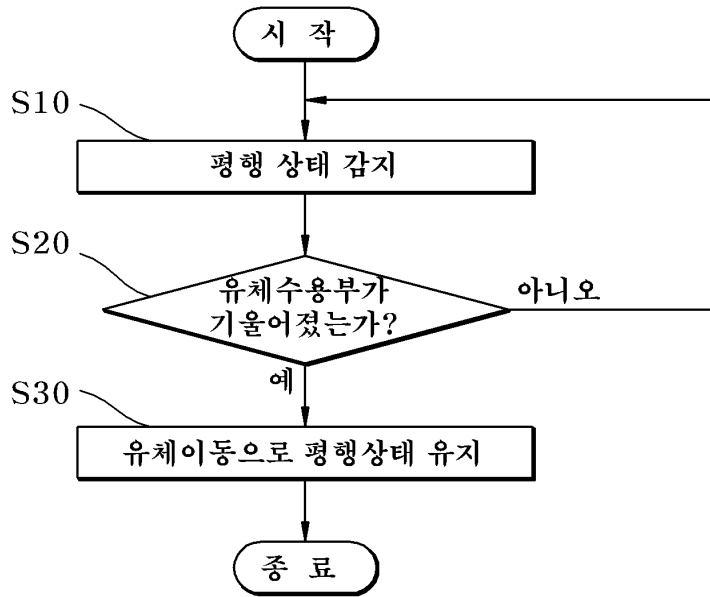 시 작
S10
평행 상태 감지
S20
유체수용부가
기울어졌는가?
아니오
예
S30
유체이동으로 평행상태 유지
종 료